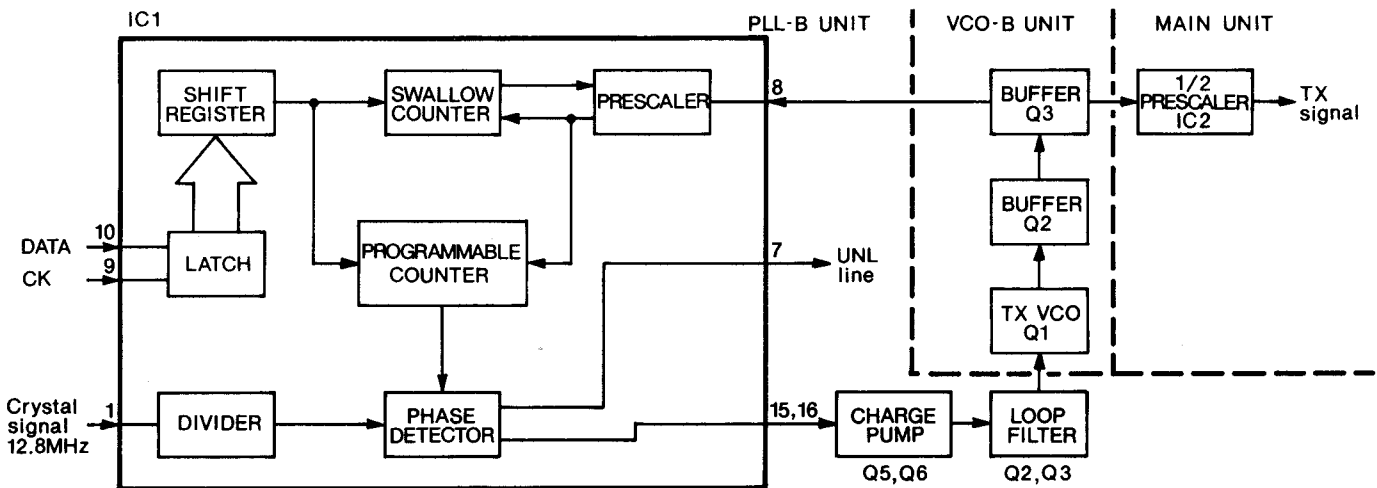 IC1
PLL-B UNIT
VCO-B UNIT
MAIN UNIT
SHIFT
REGISTER
SWALLOW
COUNTER
PRESCALER
8
BUFFER
Q3
1/2
PRESCALER
IC2
TX
signal
BUFFER
Q2
DATA
10
CK
9
LATCH
PROGRAMMABLE
COUNTER
7
UNL
line
TX VCO
Q1
Crystal
signal
12.8MHz
1
DIVIDER
PHASE
DETECTOR
15,16
CHARGE
PUMP
Q5,Q6
LOOP
FILTER
Q2,Q3